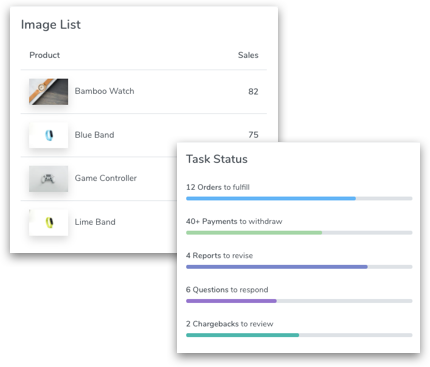 Image List
Product Sales
Bamboo Watch 82
Blue Band 75
Game Controller
Lime Band
Task Status
12 Orders to fulfill
40+ Payments to withdraw
4 Reports to revise
6 Questions to respond
2 Chargebacks to review